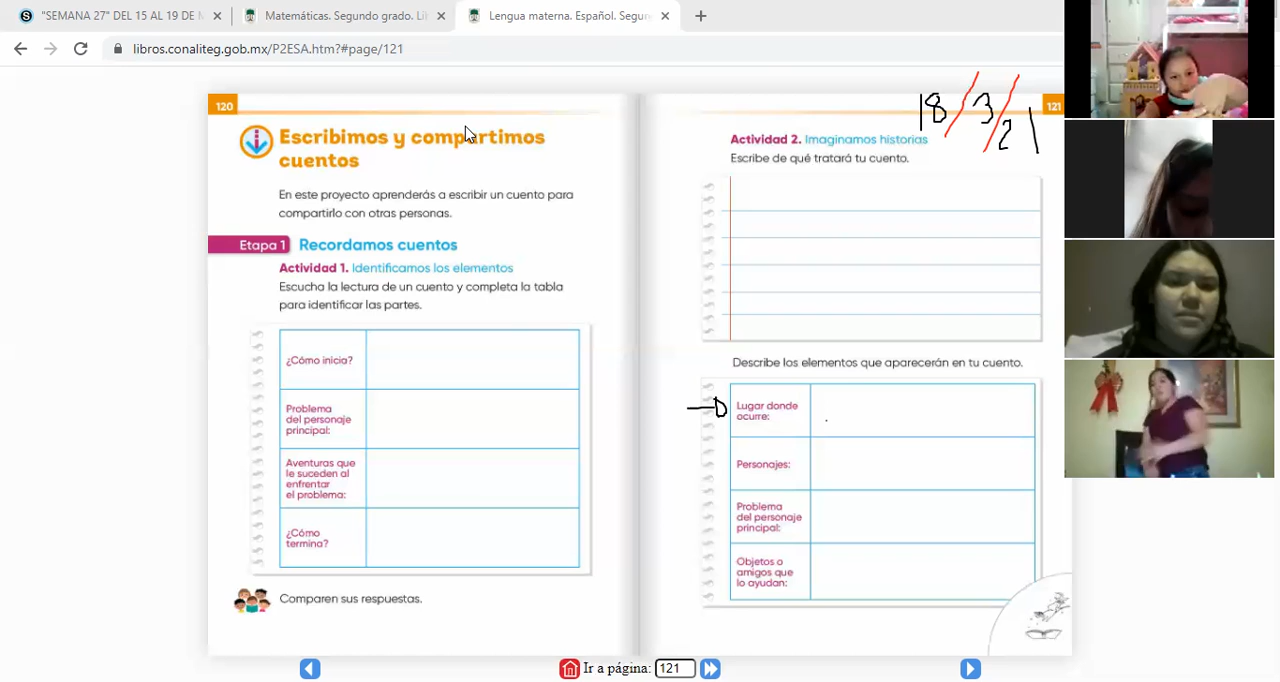 "SEMANA 27" DEL 15 AL 19 DE M
Matemáticas. Segundo grado. Li
Lengua materna. Español. Segun
libros.conaliteg.gob.mx/P2ESA.htm?#page/121
120
Escribimos y compartimos
cuentos
En este proyecto aprenderás a escribir un cuento para
compartirlo con otras personas.
Etapa 1 Recordamos cuentos
Actividad 1. Identificamos los elementos
Escucha la lectura de un cuento y completa la tabla
para identificar las partes.
¿Cómo inicia?
Problema
del personaje
principal:
Aventuras que
le suceden al
enfrentar
el problema:
¿Cómo
termina?
Comparen sus respuestas.
18/3/21
121
Actividad 2. Imaginamos historias
Escribe de qué tratará tu cuento.
Describe los elementos que aparecerán en tu cuento.
Lugar donde
ocurre:
Personajes:
Problema
del personaje
principal:
Objetos o
amigos que
lo ayudan:
Ir a página: 121